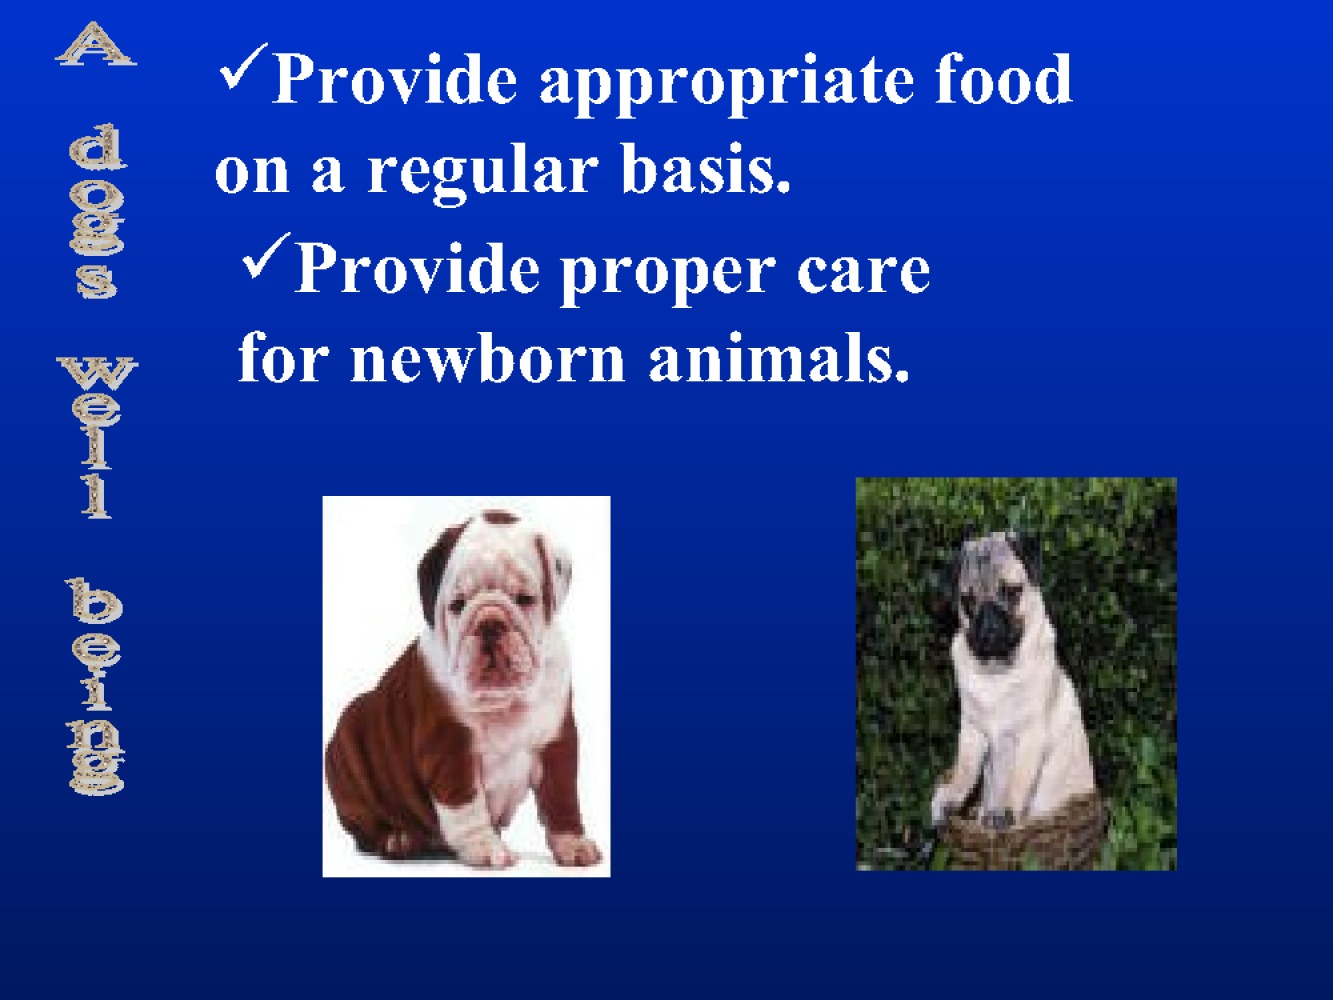 A dogs well being
✓Provide appropriate food
on a regular basis.
✓Provide proper care
for newborn animals.